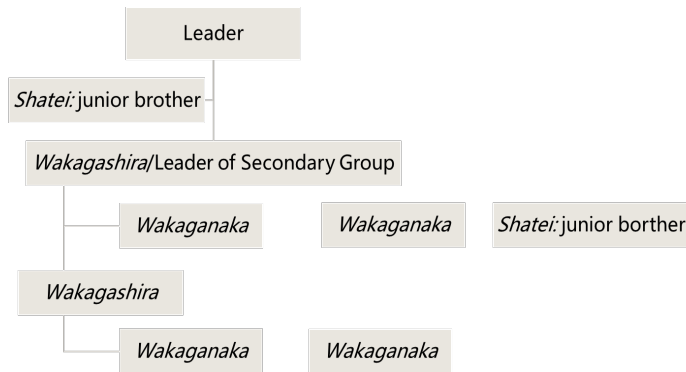 Leader
Shatei: junior brother
Wakagashira/Leader of Secondary Group
Wakaganaka
Wakaganaka
Shatei: junior borther
Wakagashira
Wakaganaka
Wakaganaka